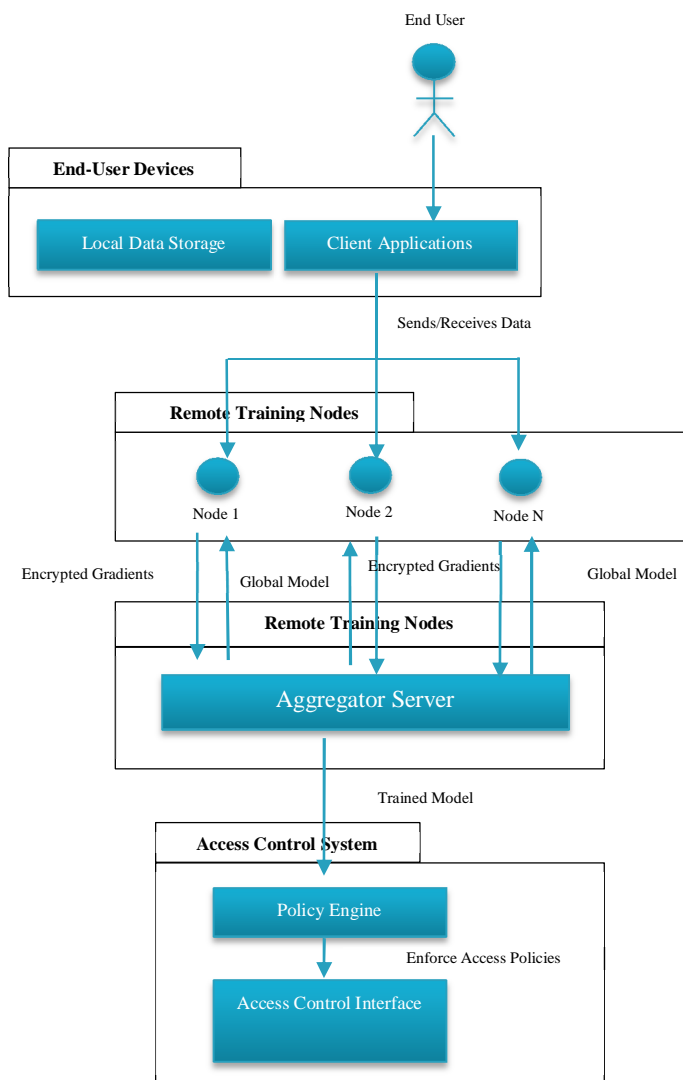 End User
End-User Devices
Local Data Storage
Client Applications
Sends/Receives Data
Remote Training Nodes
Node 1
Node 2
Node N
Encrypted Gradients
Global Model
Encrypted Gradients
Global Model
Remote Training Nodes
Aggregator Server
Trained Model
Access Control System
Policy Engine
Enforce Access Policies
Access Control Interface